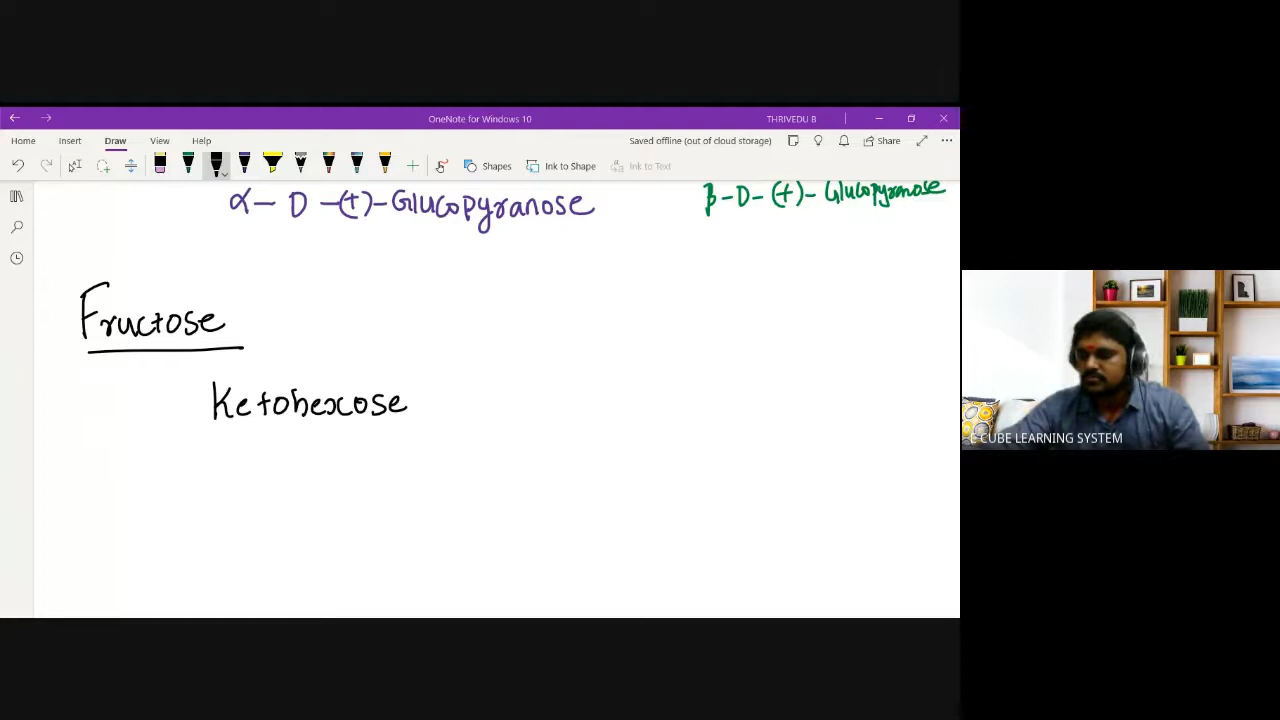 OneNote for Windows 10
THRIVEDU B
Home Insert Draw View Help
Saved offline (out of cloud storage)
Share
Shapes
Ink to Shape
Ink to Text
α- D -(+)- Glucopyranose
β-D-(+)- Glucopyranose
Fructose
Ketohexose
E CUBE LEARNING SYSTEM